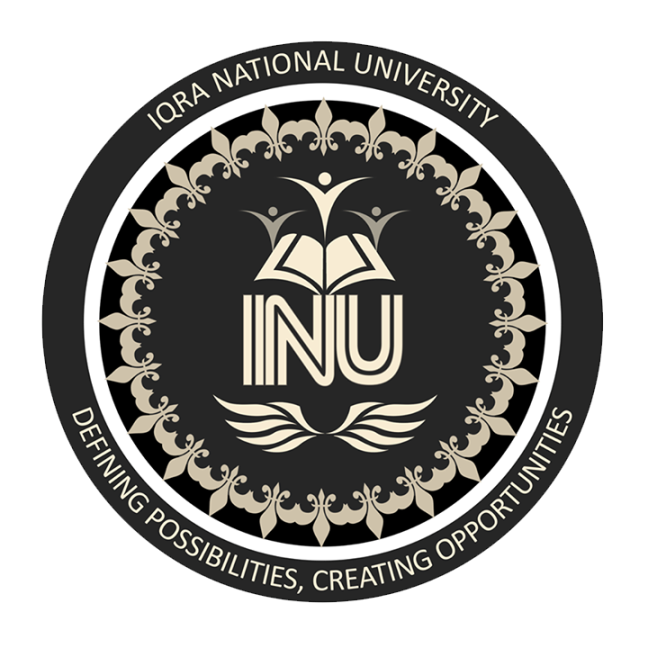 IQRA NATIONAL UNIVERSITY
INU
DEFINING POSSIBILITIES, CREATING OPPORTUNITIES